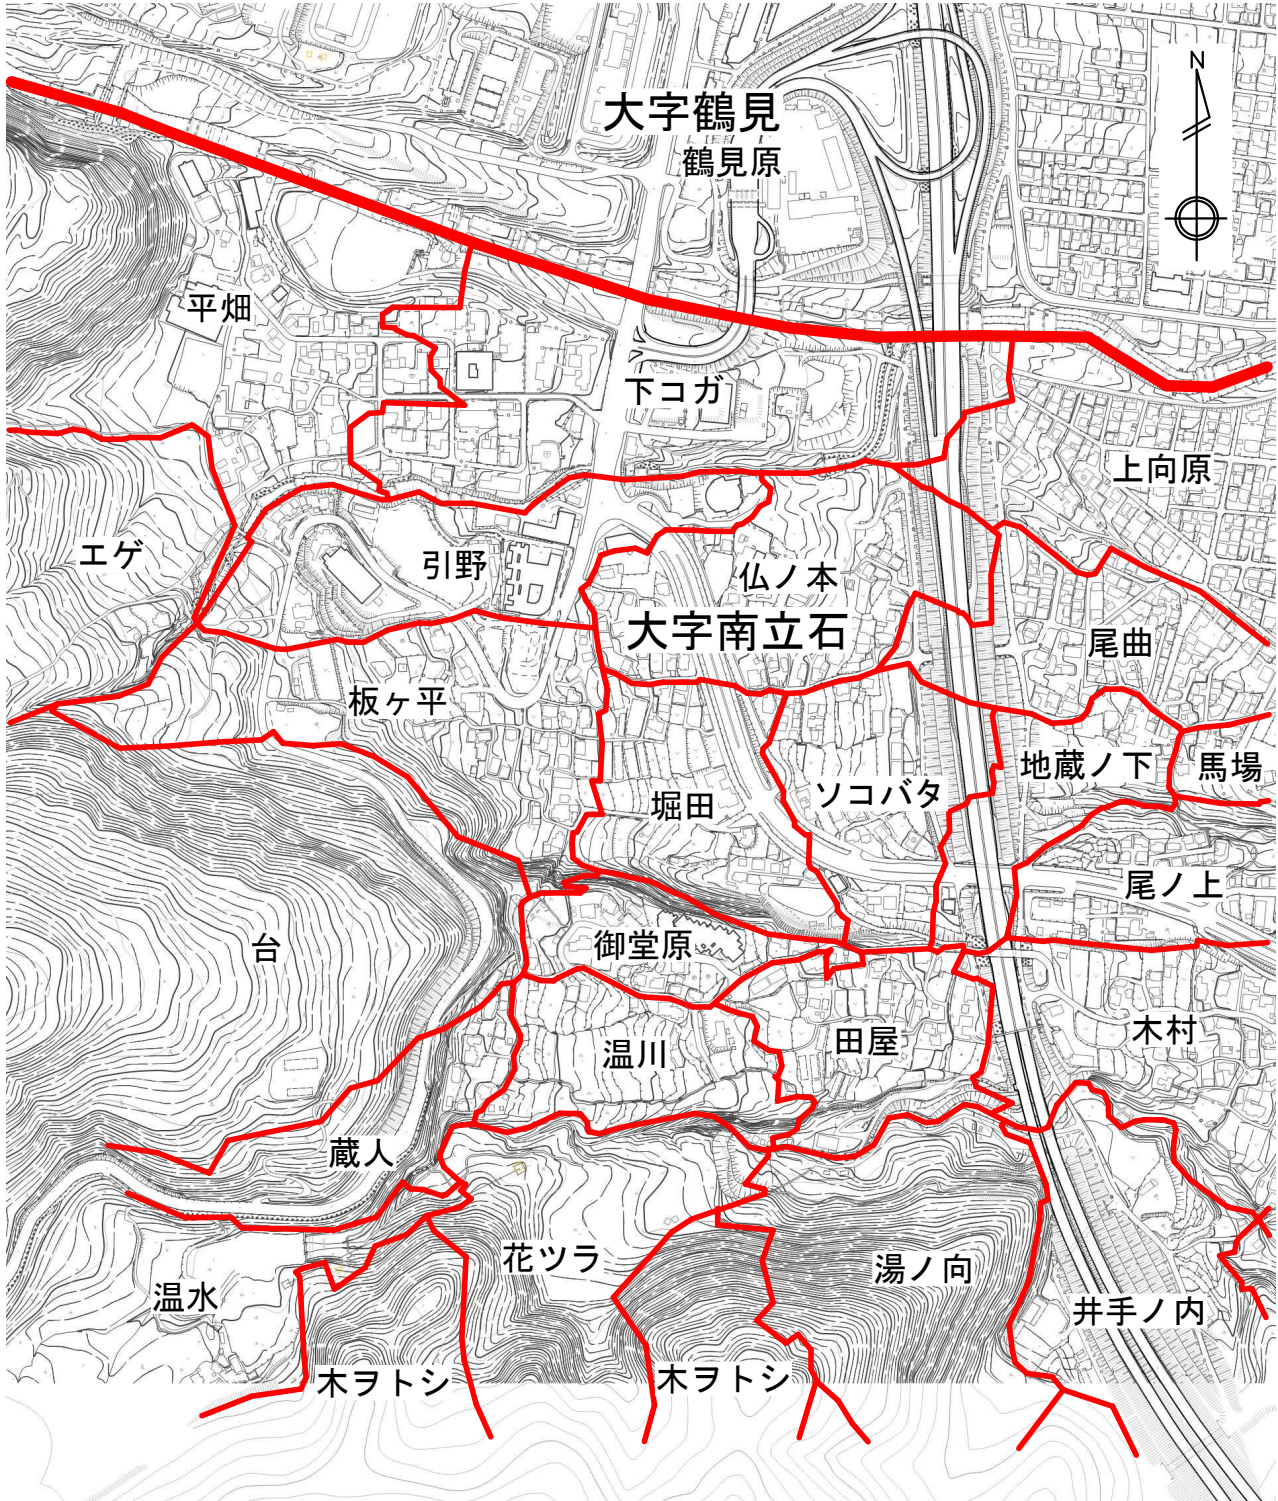 N
大字鶴見
鶴見原
平畑
下コガ
上向原
エゲ
引野
仏ノ本
大字南立石
尾曲
板ヶ平
地蔵ノ下
馬場
堀田
ソコバタ
尾ノ上
台
御堂原
木村
温川
田屋
蔵人
花ツラ
湯ノ向
温水
井手ノ内
木ヲトシ
木ヲトシ